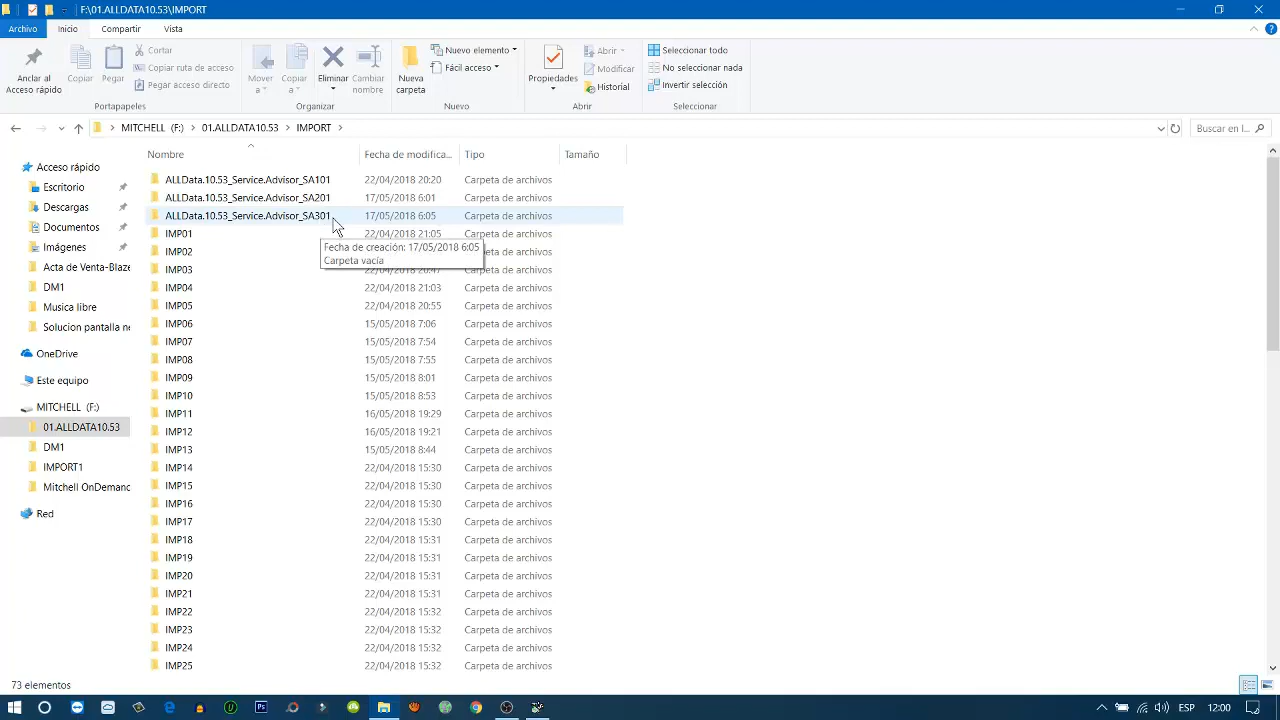 F:\01.ALLDATA10.53\IMPORT
Archivo Inicio Compartir Vista
Anclar al Acceso rápido
Copiar
Pegar
Cortar
Copiar ruta de acceso
Pegar acceso directo
Portapapeles
Mover a
Copiar a
Eliminar
Cambiar nombre
Organizar
Nueva carpeta
Nuevo elemento
Fácil acceso
Nuevo
Propiedades
Abrir
Modificar
Historial
Abrir
Seleccionar todo
No seleccionar nada
Invertir selección
Seleccionar
MITCHELL (F:) > 01.ALLDATA10.53 > IMPORT >
Buscar en I...
Acceso rápido
Escritorio
Descargas
Documentos
Imágenes
Acta de Venta-Blaze
DM1
Musica libre
Solucion pantalla ne
OneDrive
Este equipo
MITCHELL (F:)
01.ALLDATA10.53
DM1
IMPORT1
Mitchell OnDemanc
Red
Nombre Fecha de modifica... Tipo Tamaño
ALLData.10.53_Service.Advisor_SA101 22/04/2018 20:20 Carpeta de archivos
ALLData.10.53_Service.Advisor_SA201 17/05/2018 6:01 Carpeta de archivos
ALLData.10.53_Service.Advisor_SA301 17/05/2018 6:05 Carpeta de archivos
IMP01 22/04/2018 21:05 Carpeta de archivos
IMP02 Carpeta de archivos
Fecha de creación: 17/05/2018 6:05
Carpeta vacía
IMP03 22/04/2018 20:47 Carpeta de archivos
IMP04 22/04/2018 21:03 Carpeta de archivos
IMP05 22/04/2018 20:55 Carpeta de archivos
IMP06 15/05/2018 7:06 Carpeta de archivos
IMP07 15/05/2018 7:54 Carpeta de archivos
IMP08 15/05/2018 7:55 Carpeta de archivos
IMP09 15/05/2018 8:01 Carpeta de archivos
IMP10 15/05/2018 8:53 Carpeta de archivos
IMP11 16/05/2018 19:29 Carpeta de archivos
IMP12 16/05/2018 19:21 Carpeta de archivos
IMP13 15/05/2018 8:44 Carpeta de archivos
IMP14 22/04/2018 15:30 Carpeta de archivos
IMP15 22/04/2018 15:30 Carpeta de archivos
IMP16 22/04/2018 15:30 Carpeta de archivos
IMP17 22/04/2018 15:30 Carpeta de archivos
IMP18 22/04/2018 15:31 Carpeta de archivos
IMP19 22/04/2018 15:31 Carpeta de archivos
IMP20 22/04/2018 15:31 Carpeta de archivos
IMP21 22/04/2018 15:31 Carpeta de archivos
IMP22 22/04/2018 15:32 Carpeta de archivos
IMP23 22/04/2018 15:32 Carpeta de archivos
IMP24 22/04/2018 15:32 Carpeta de archivos
IMP25 22/04/2018 15:32 Carpeta de archivos
73 elementos
Ps
ESP 12:00